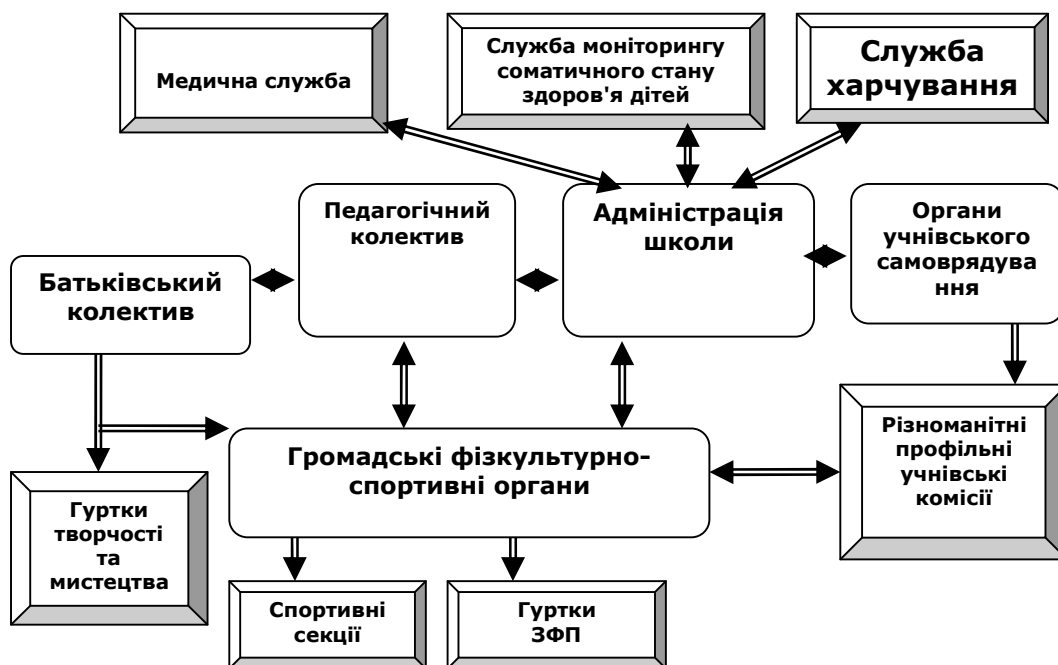 Медична служба
Служба моніторингу
соматичного стану
здоров'я дітей
Служба
харчування
Педагогічний
колектив
Адміністрація
школи
Органи
учнівського
самоврядува
ння
Батьківський
колектив
Громадські фізкультурно-
спортивні органи
Різноманітні
профільні
учнівські
комісії
Гуртки
творчості
та
мистецтва
Спортивні
секції
Гуртки
ЗФП